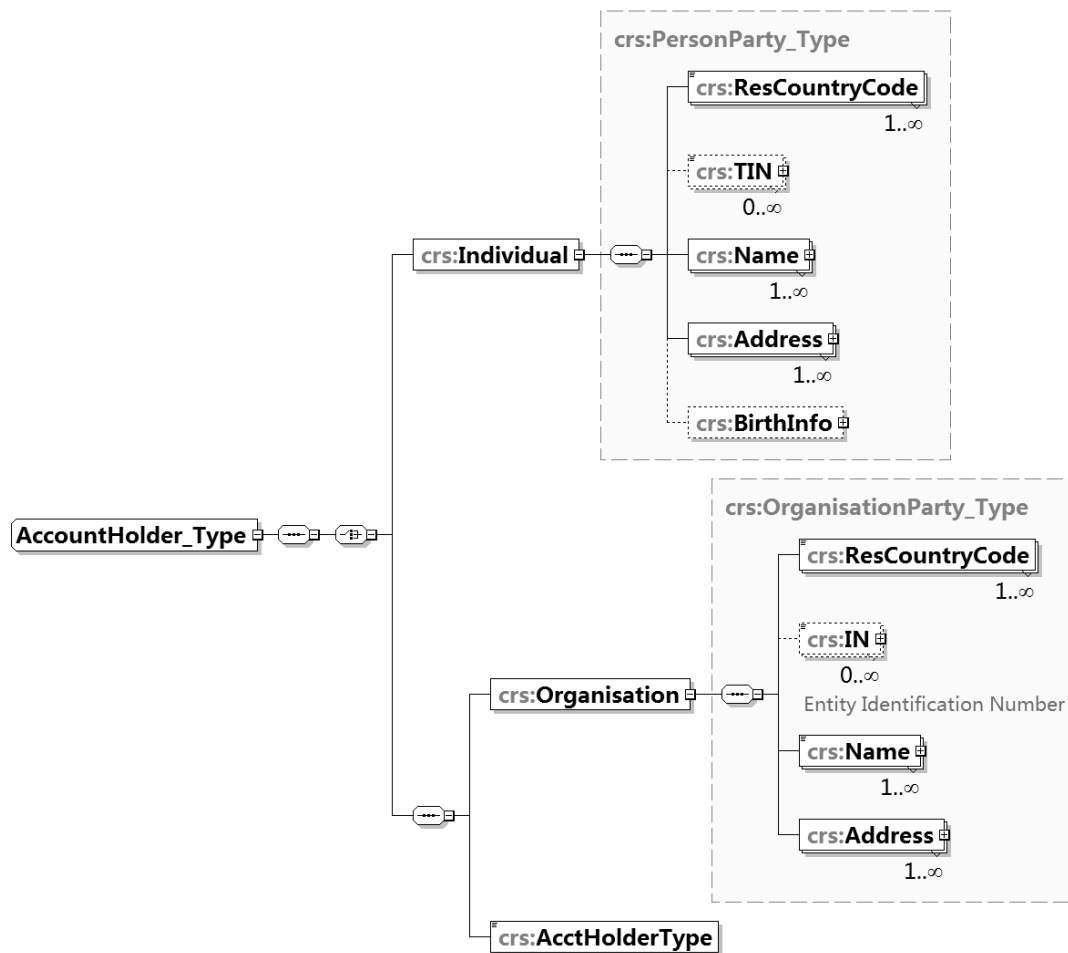 crs:PersonParty_Type
crs:ResCountryCode
1..∞
crs:TIN
0..∞
crs:Individual
crs:Name
1..∞
crs:Address
1..∞
crs:BirthInfo
AccountHolder_Type
crs:OrganisationParty_Type
crs:ResCountryCode
1..∞
crs:IN
0..∞
Entity Identification Number
crs:Organisation
crs:Name
1..∞
crs:Address
1..∞
crs:AcctHolderType